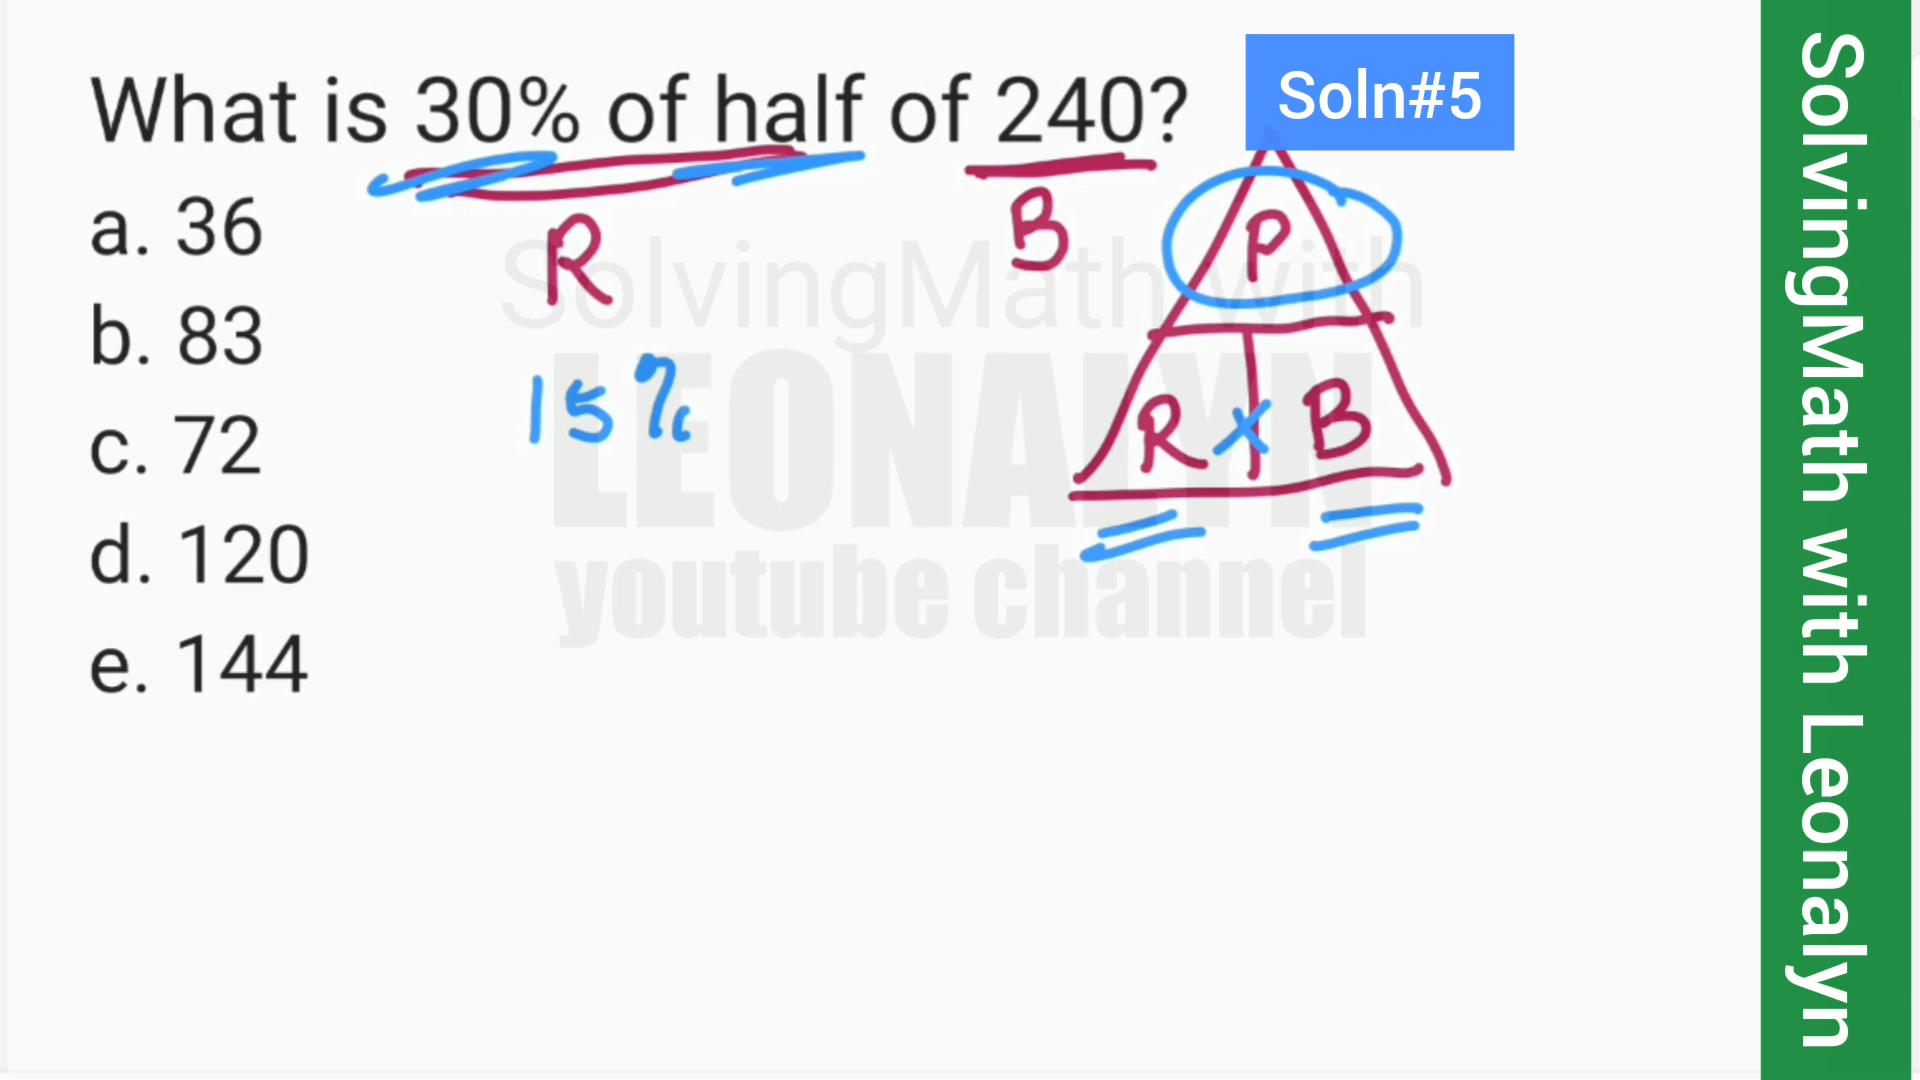 What is 30% of half of 240?
Soln#5
a. 36
b. 83
c. 72
d. 120
e. 144
R
B
P
15%
R x B
SolvingMath with
LEONALYN
youtube channel
SolvingMath with Leonalyn